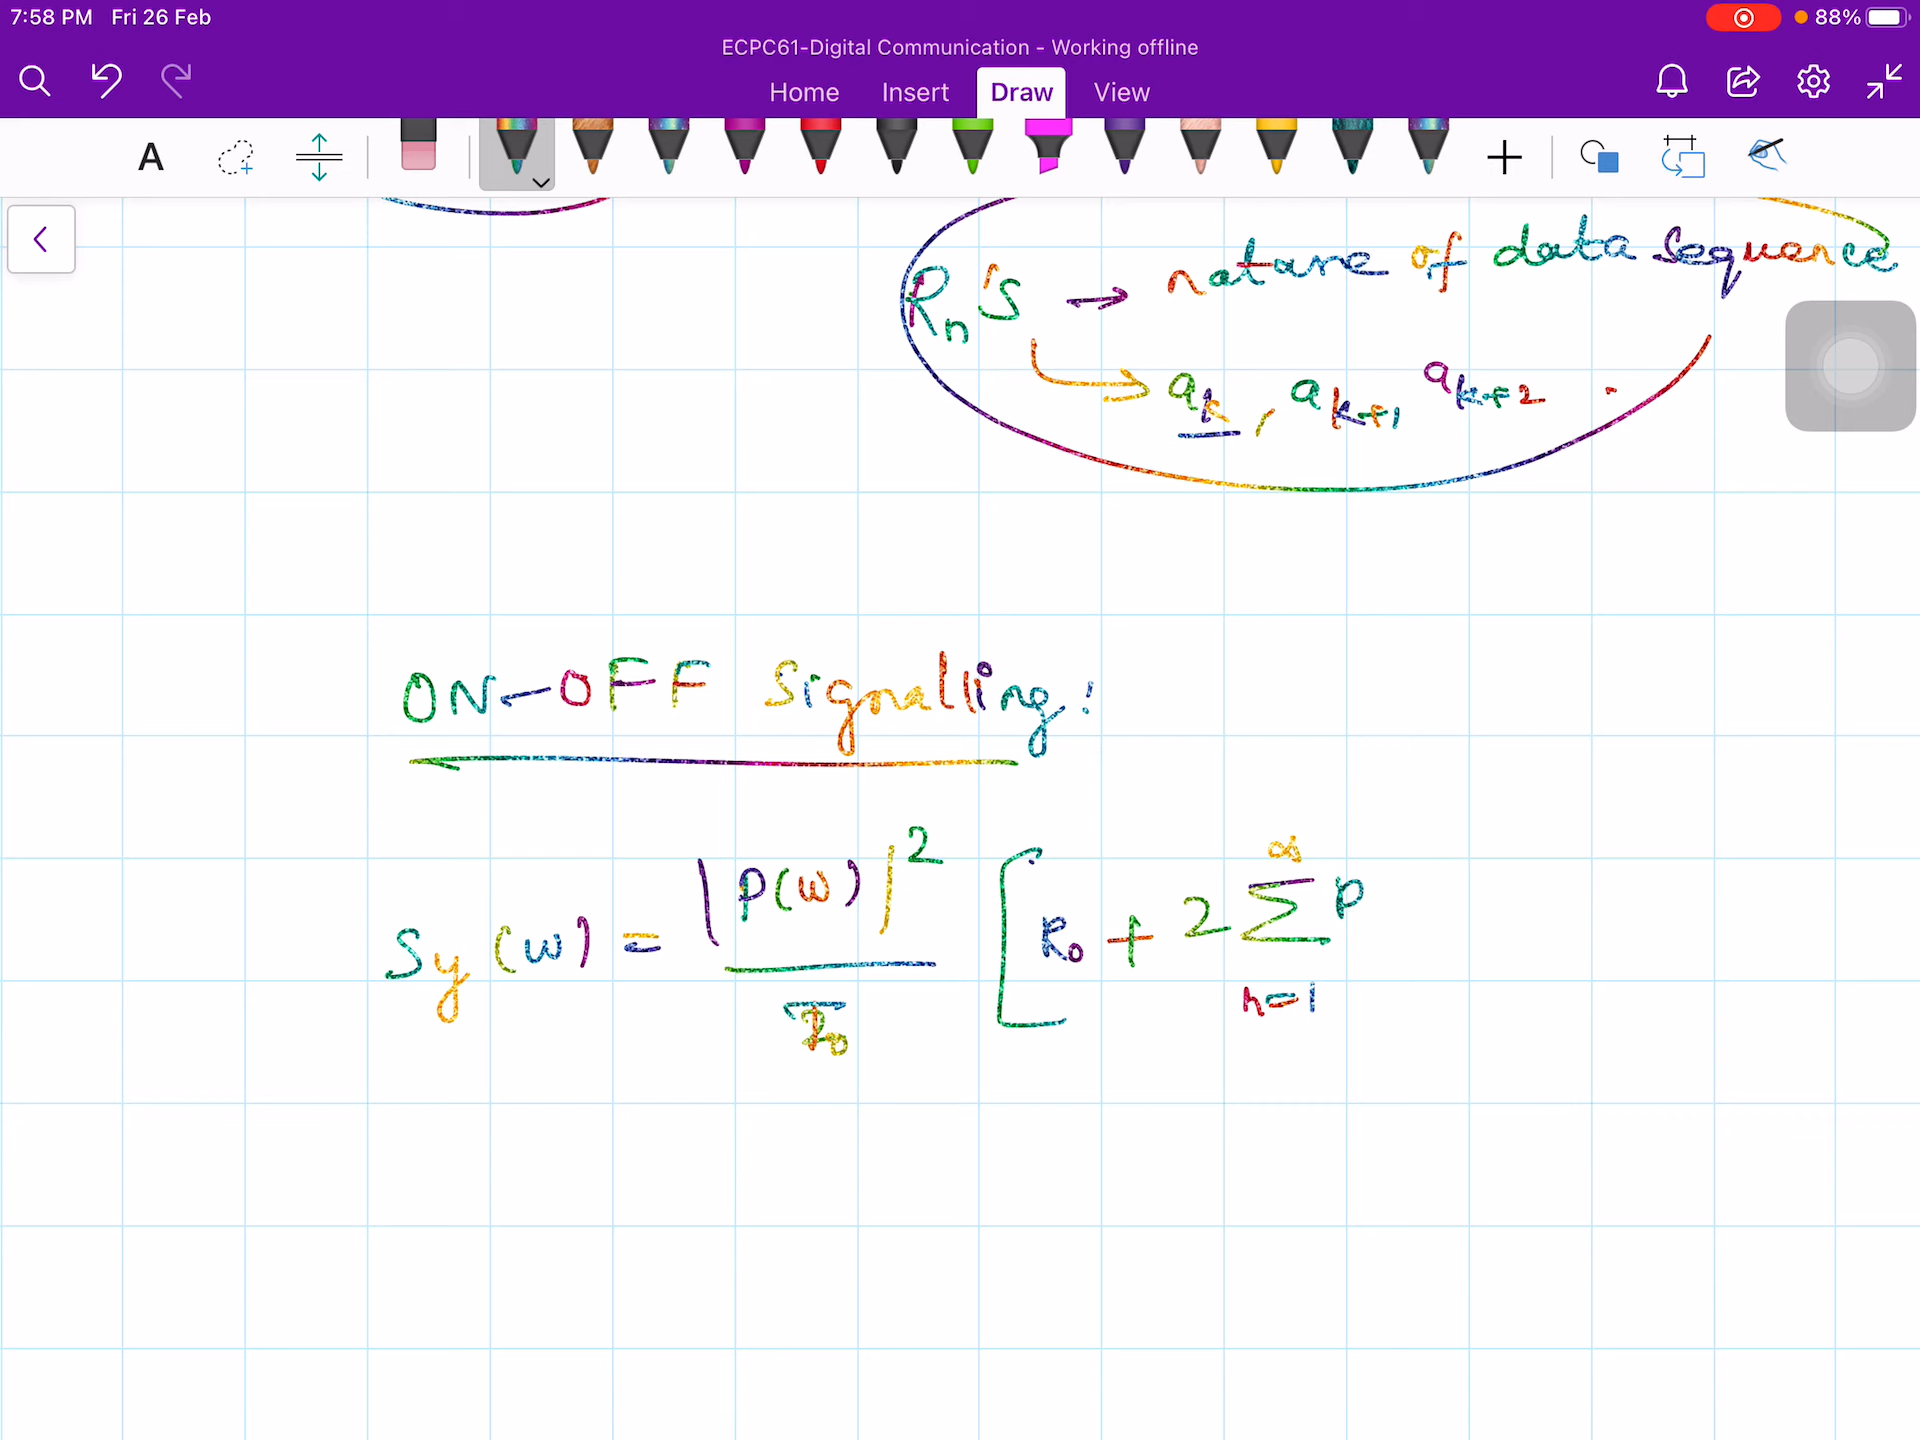 7:58 PM Fri 26 Feb 88%
ECPC61-Digital Communication - Working offline
Home Insert Draw View
A
Rn's → nature of data sequence
ak, ak+1 ak+2 .
ON-OFF Signalling:
Sy(ω) = |P(ω)|² / T0 [R0 + 2 ∑ n=1 ∞ P